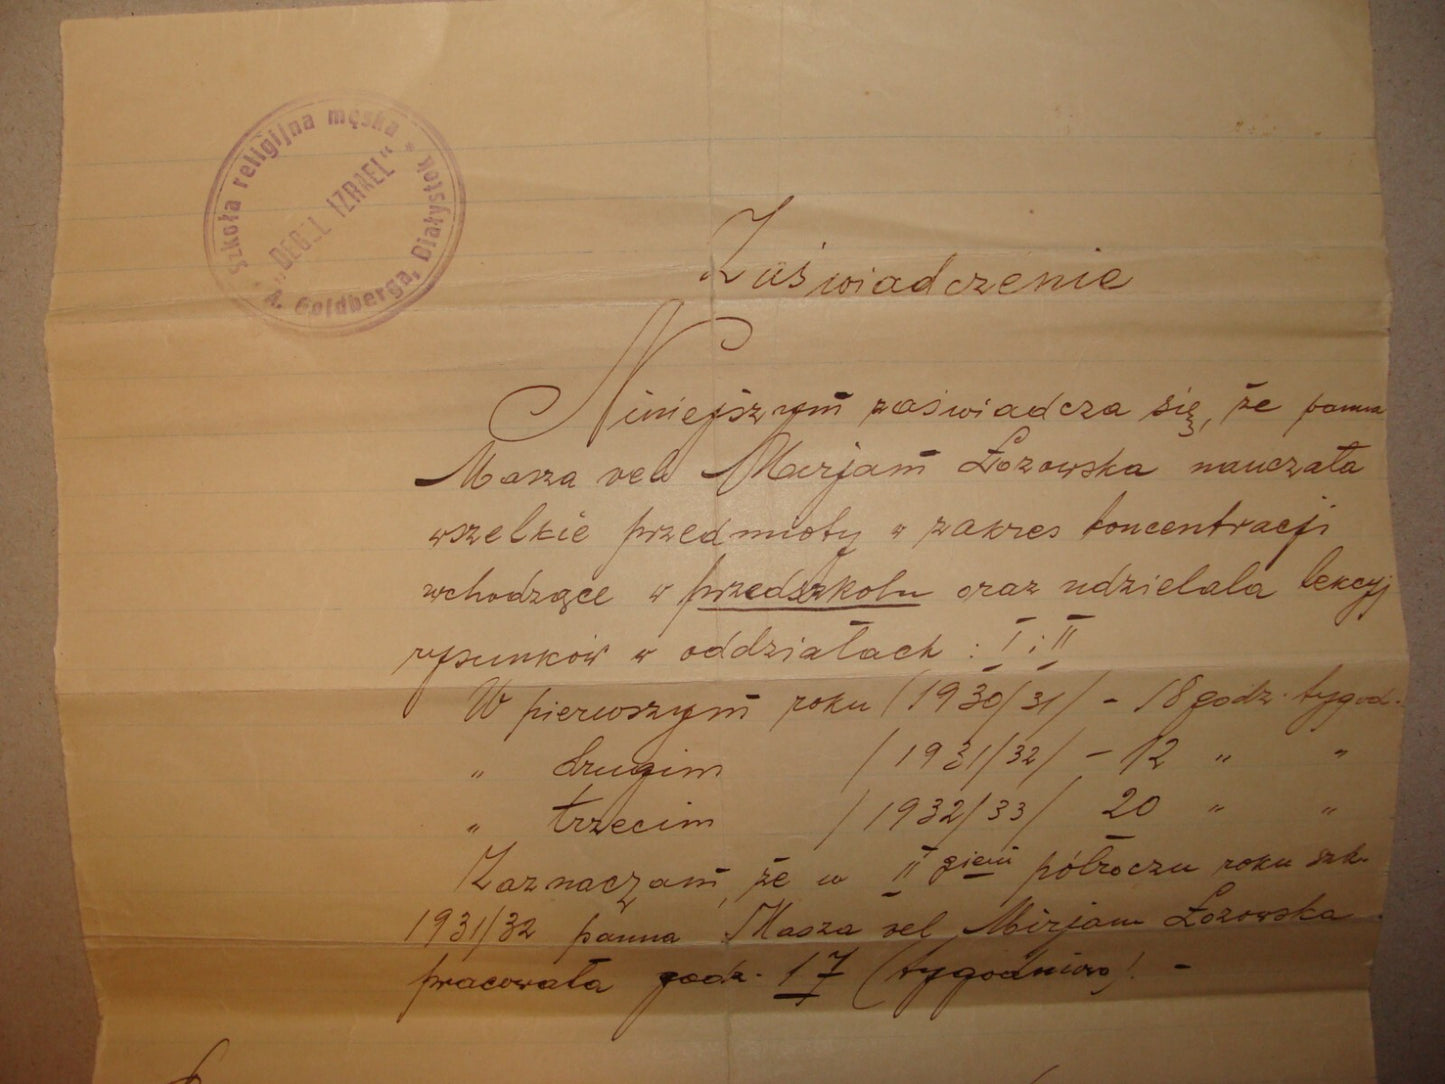 Szkoła religijna męska
„DEGEL IZRAEL"
A. Goldberga, Białystok
Zaświadczenie
Niniejszym zaświadcza się, że panna
Masza vel Mirjam Łozowska nauczała
wszelkie przedmioty w zakres koncentracji
wchodzące w przedszkolu oraz udzielała lekcyj
rysunków w oddziałach : I i II
W pierwszym roku /1930/31/ – 18 godz. tygod.
„ drugim /1931/32/ – 12 „ „
„ trzecim /1932/33/ 20 „ „
Zaznaczam, że w II giem półroczu roku szk.
1931/32 panna Masza vel Mirjam Łozowska
pracowała godz. 17 (tygodniowo)! –